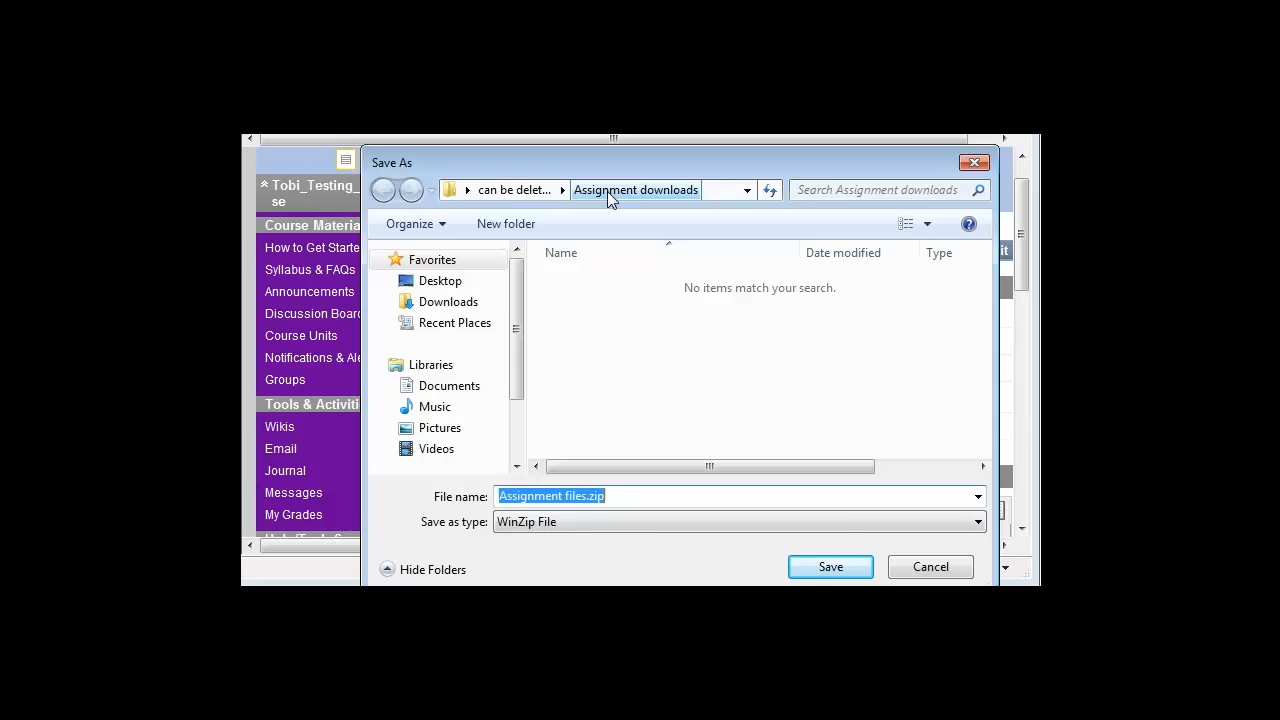 Save As
can be delet...
Assignment downloads
Search Assignment downloads
Organize
New folder
Tobi_Testing_
se
Course Materia
How to Get Starte
Syllabus & FAQs
Announcements
Discussion Boar
Course Units
Notifications & Ale
Groups
Tools & Activiti
Wikis
Email
Journal
Messages
My Grades
Favorites
Desktop
Downloads
Recent Places
Libraries
Documents
Music
Pictures
Videos
Name
Date modified
Type
No items match your search.
it
File name:
Assignment files.zip
Save as type:
WinZip File
Hide Folders
Save
Cancel